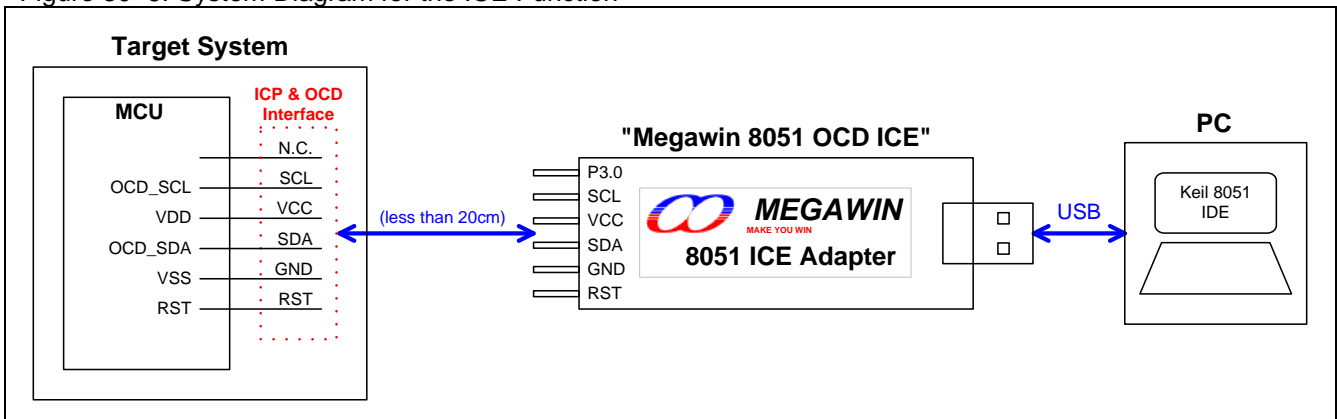 Target System
MCU
ICP & OCD
Interface
N.C.
OCD_SCL
SCL
VDD
VCC
OCD_SDA
SDA
VSS
GND
RST
RST
(less than 20cm)
"Megawin 8051 OCD ICE"
P3.0
SCL
VCC
SDA
GND
RST
MEGAWIN
MAKE YOU WIN
8051 ICE Adapter
USB
PC
Keil 8051
IDE